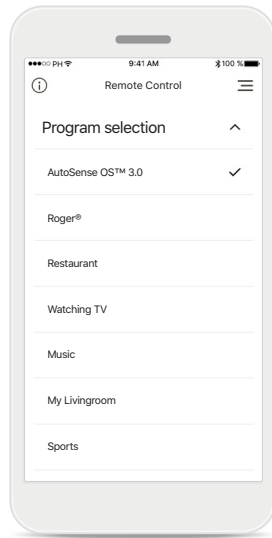 ●●●○○ PH 9:41 AM 100 %
Remote Control
Program selection
AutoSense OS™ 3.0
Roger®
Restaurant
Watching TV
Music
My Livingroom
Sports